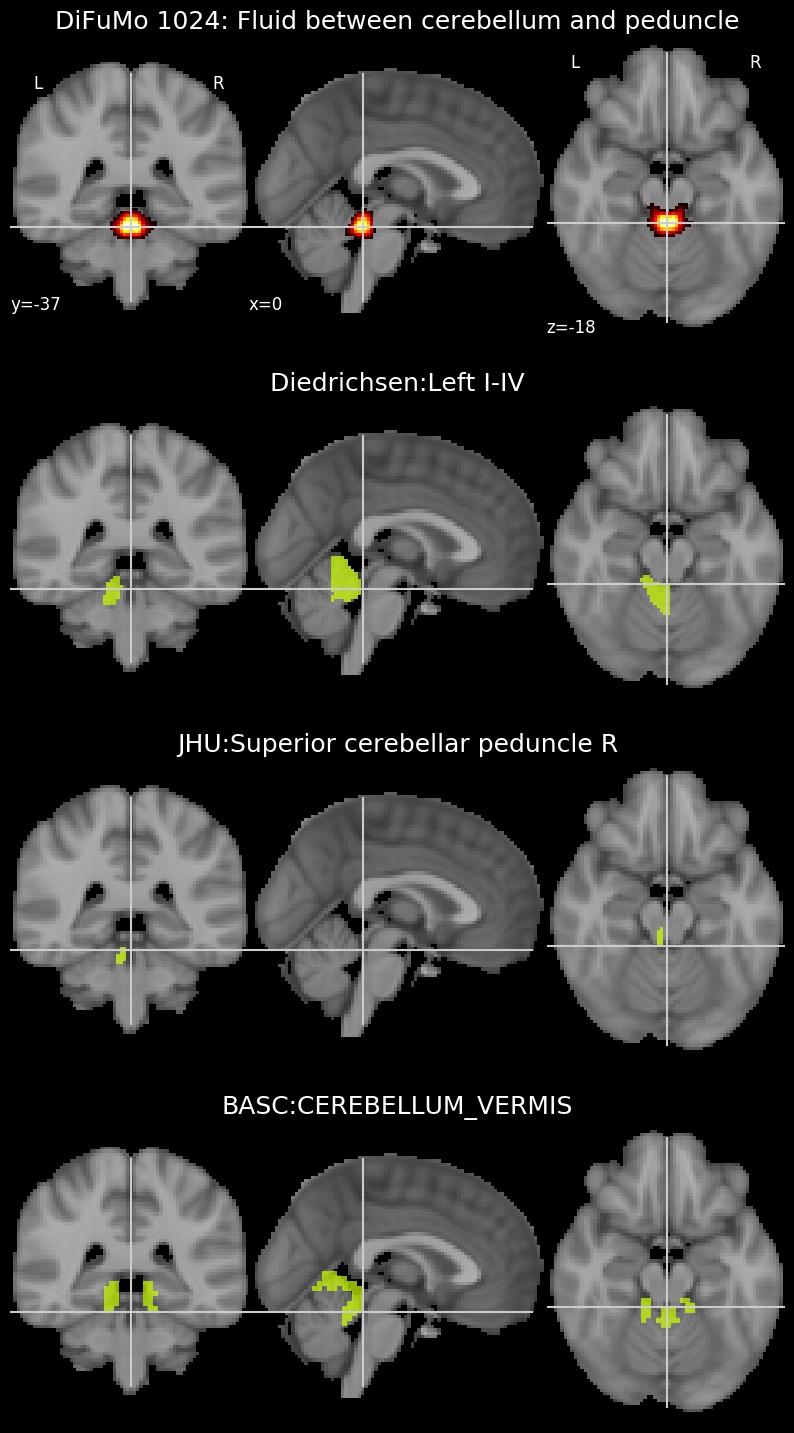 DiFuMo 1024: Fluid between cerebellum and peduncle
L R L R
y=-37 x=0 z=-18
Diedrichsen:Left I-IV
JHU:Superior cerebellar peduncle R
BASC:CEREBELLUM_VERMIS